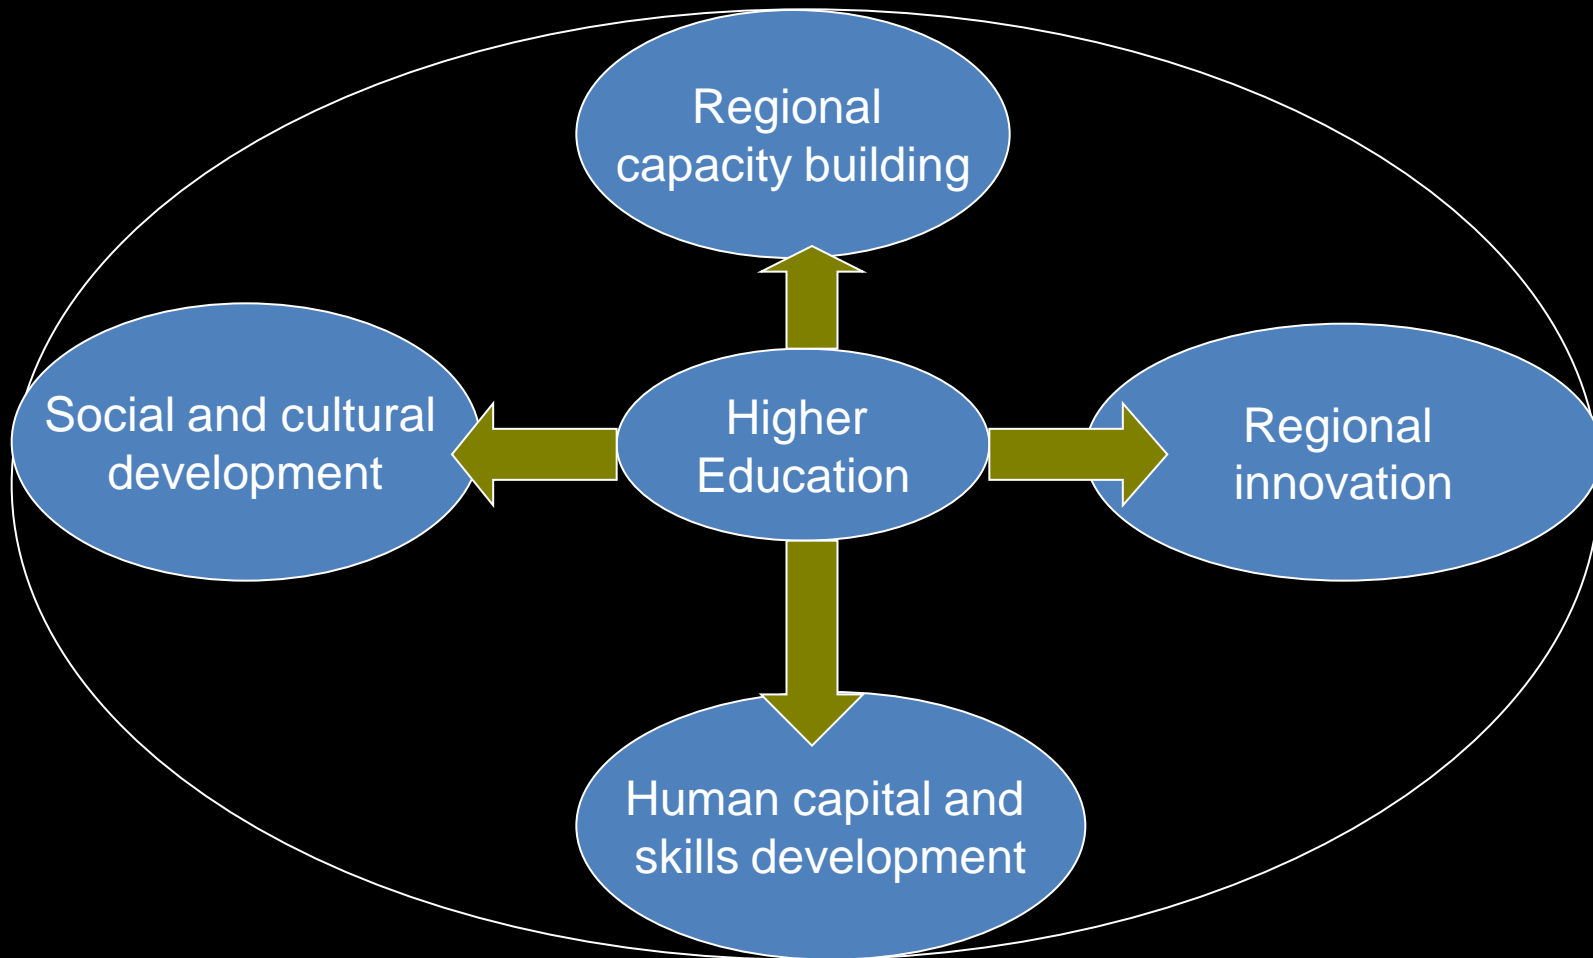 Regional
capacity building
Social and cultural
development
Higher
Education
Regional
innovation
Human capital and
skills development